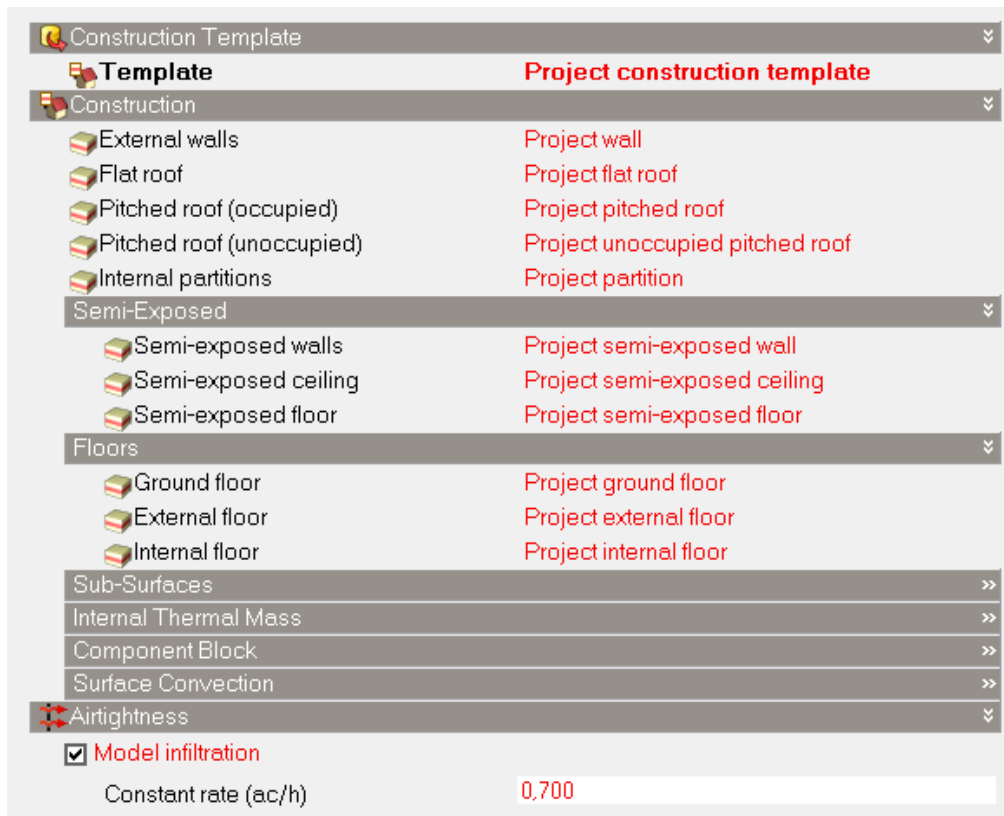 Construction Template
Template Project construction template
Construction
External walls Project wall
Flat roof Project flat roof
Pitched roof (occupied) Project pitched roof
Pitched roof (unoccupied) Project unoccupied pitched roof
Internal partitions Project partition
Semi-Exposed
Semi-exposed walls Project semi-exposed wall
Semi-exposed ceiling Project semi-exposed ceiling
Semi-exposed floor Project semi-exposed floor
Floors
Ground floor Project ground floor
External floor Project external floor
Internal floor Project internal floor
Sub-Surfaces
Internal Thermal Mass
Component Block
Surface Convection
Airtightness
Model infiltration
Constant rate (ac/h) 0,700